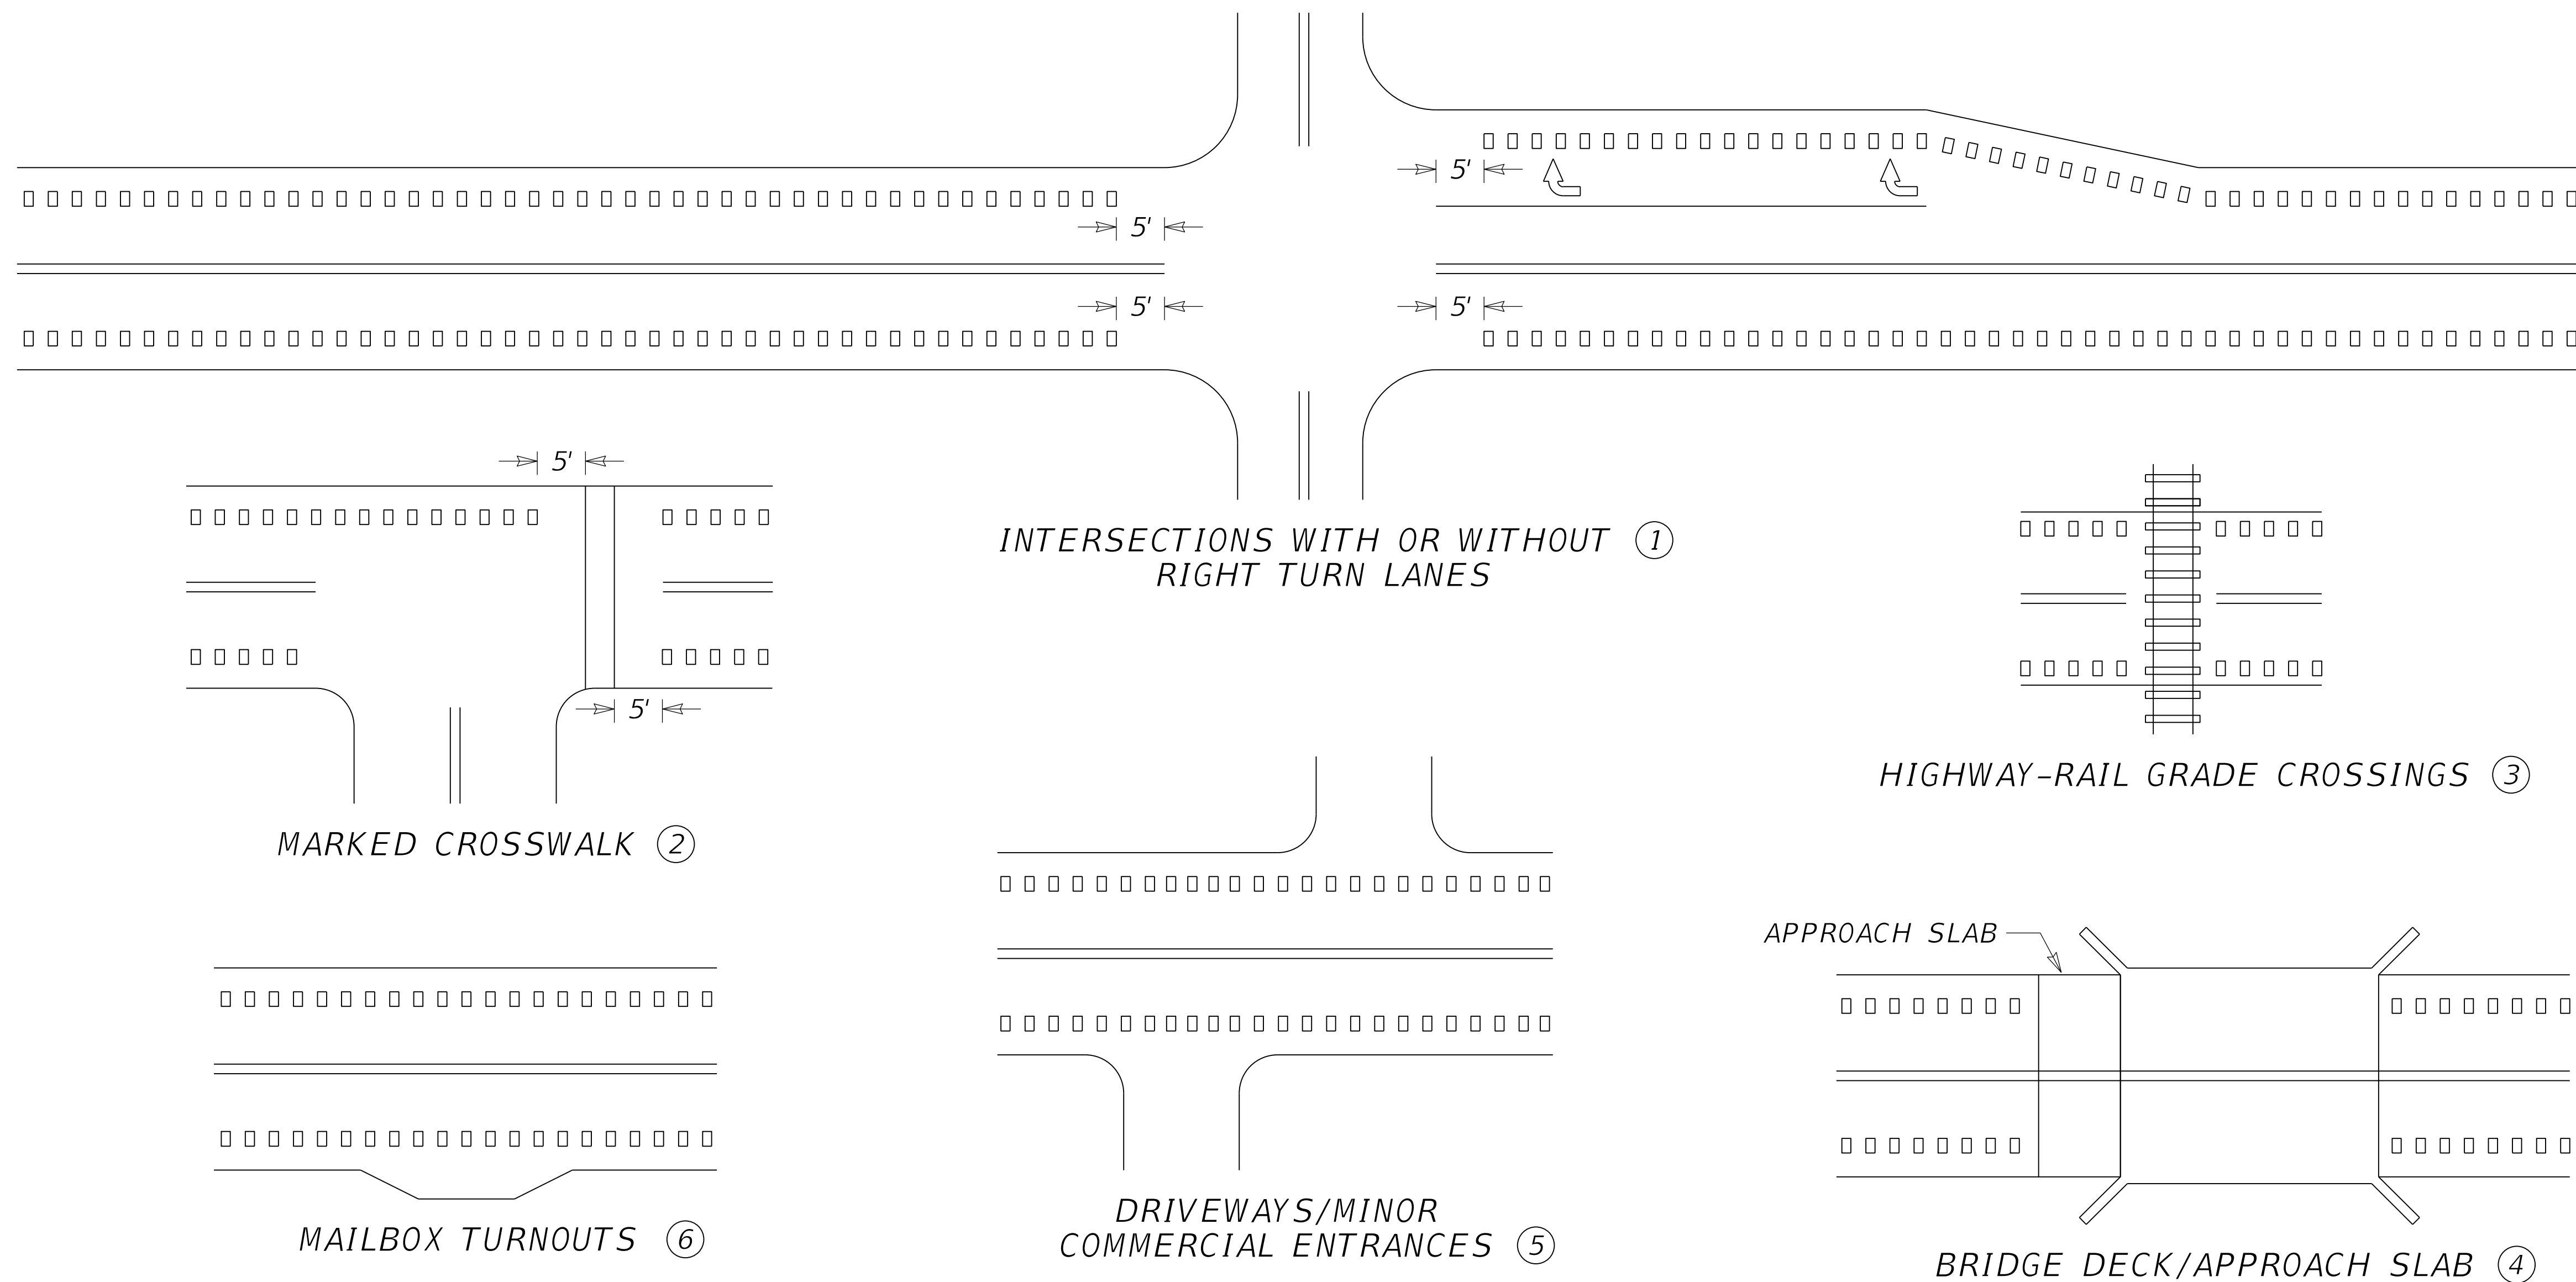 5'
5'
5'
5'
5'
INTERSECTIONS WITH OR WITHOUT 1
RIGHT TURN LANES
5'
HIGHWAY-RAIL GRADE CROSSINGS 3
MARKED CROSSWALK 2
APPROACH SLAB
DRIVEWAYS/MINOR
COMMERCIAL ENTRANCES 5
MAILBOX TURNOUTS 6
BRIDGE DECK/APPROACH SLAB 4